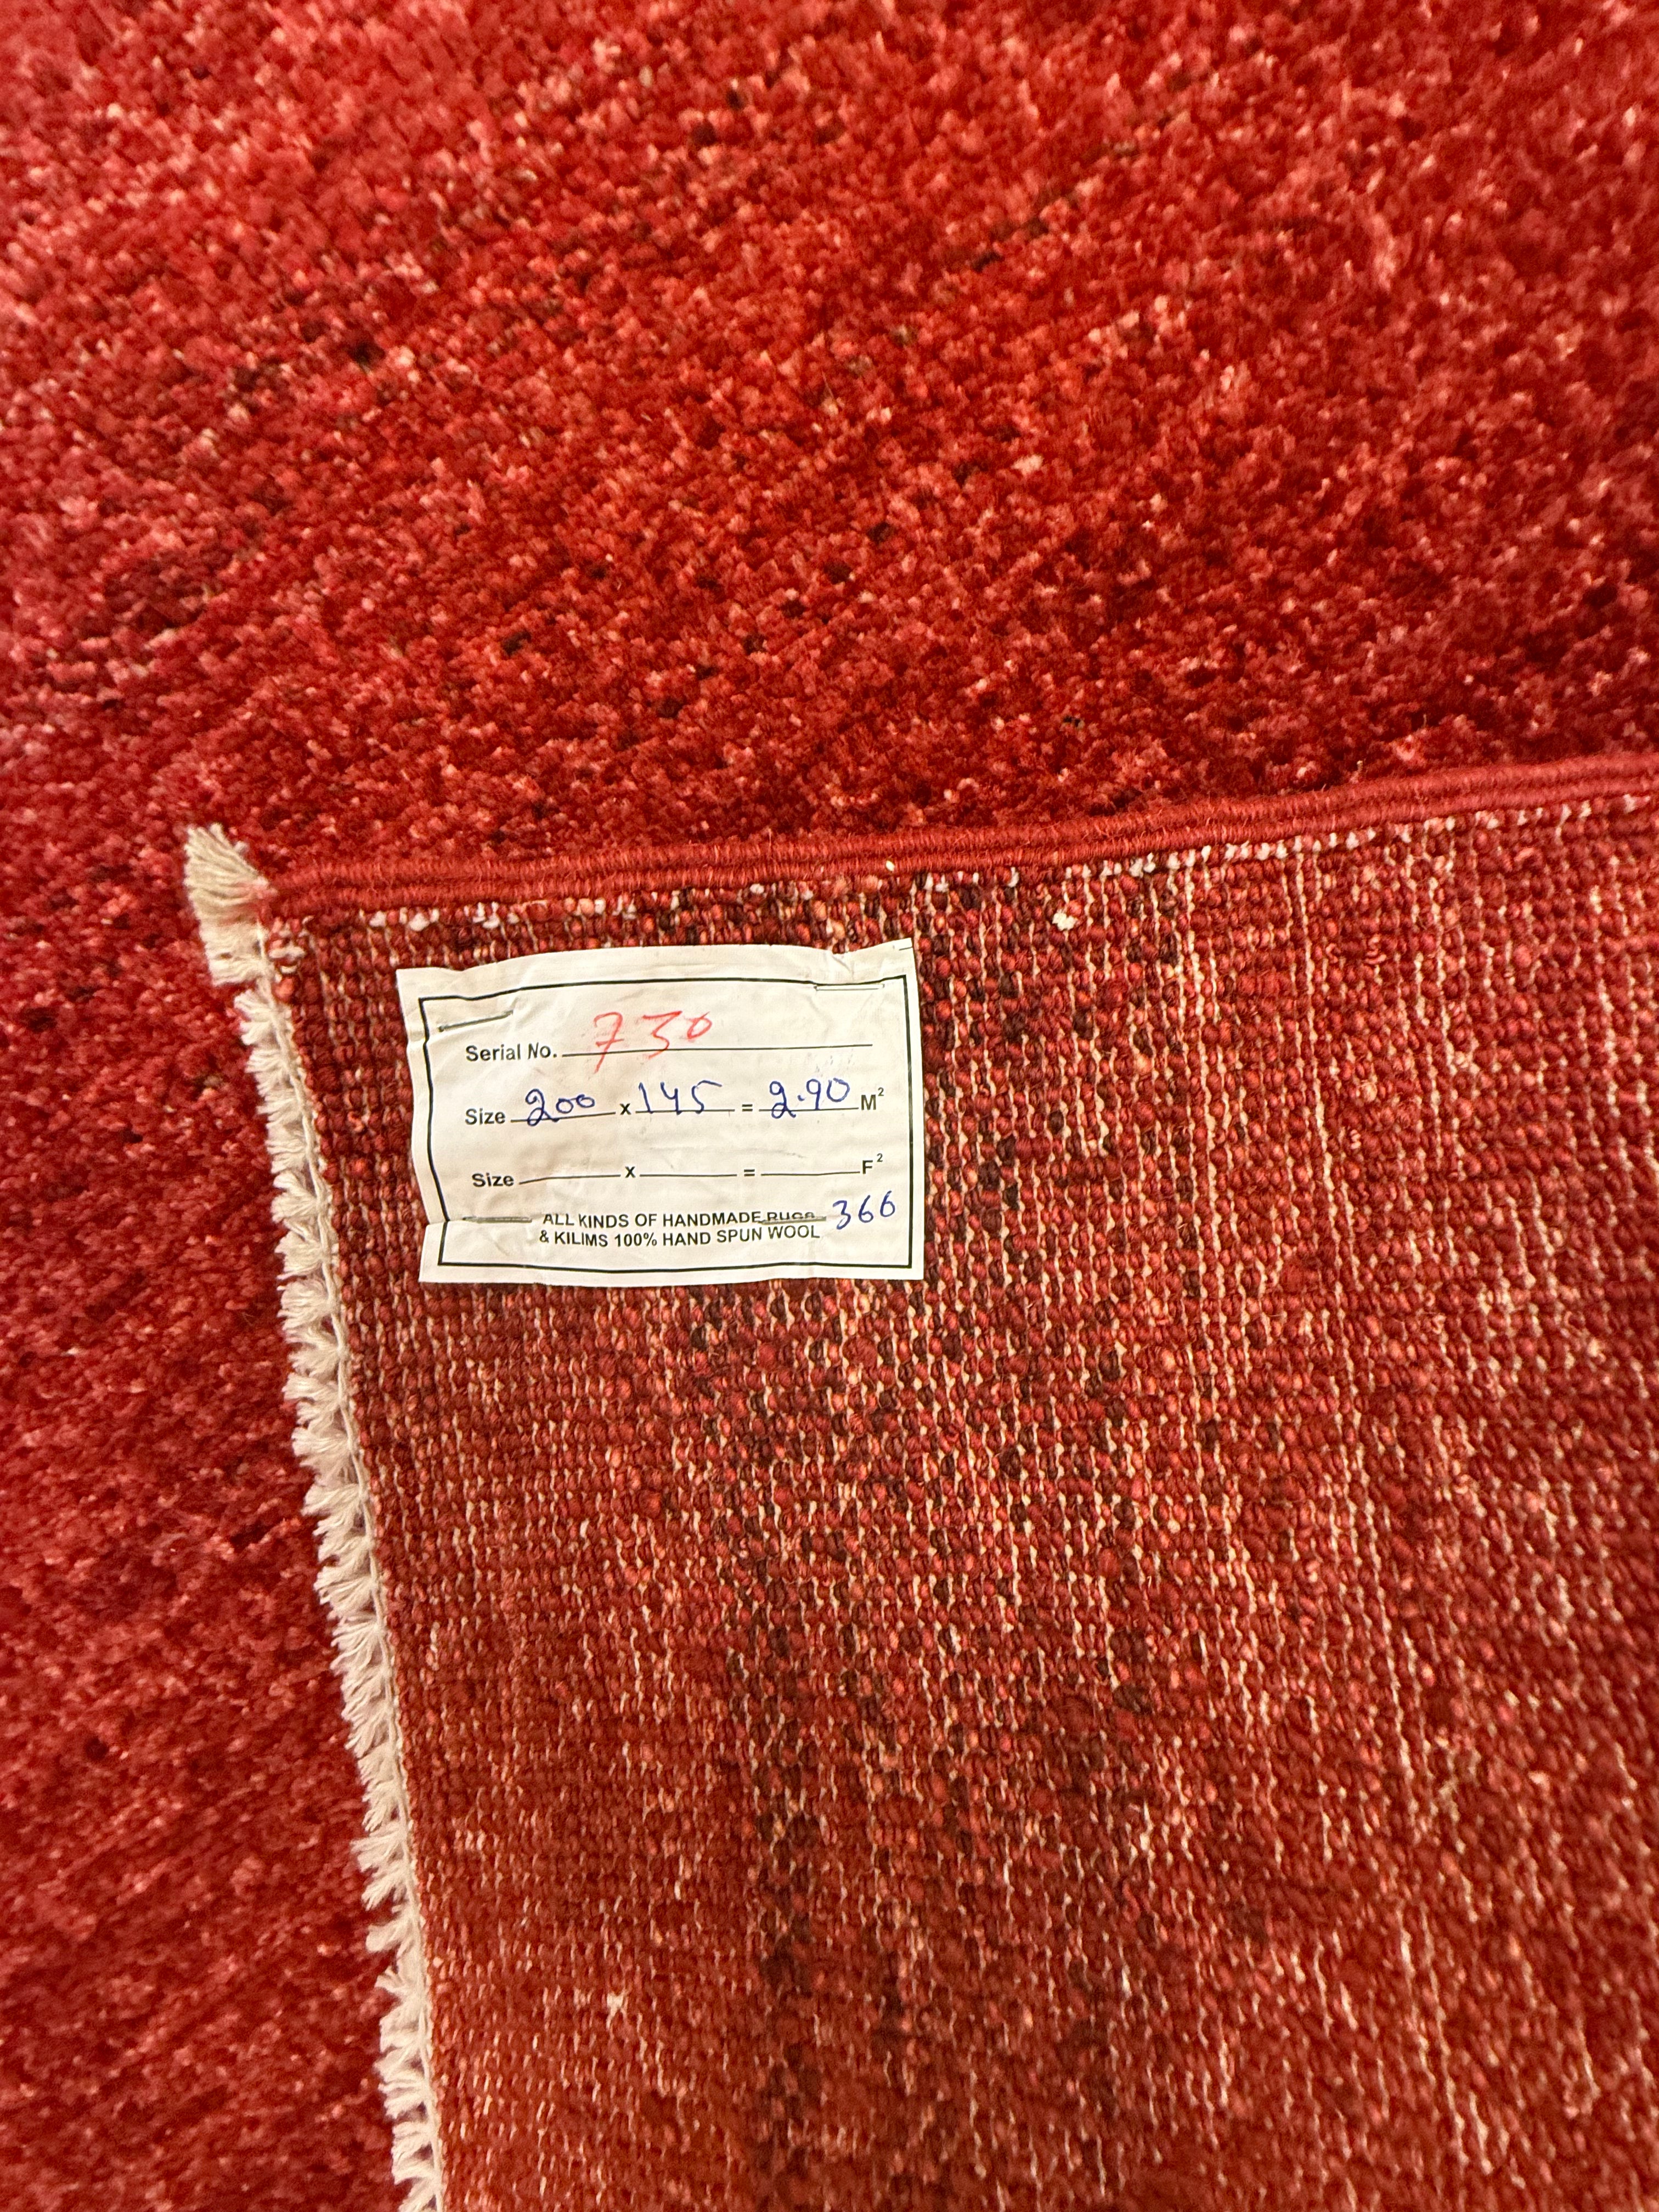 Serial No. 730
Size 200 x 145 = 2.90 M²
Size x = F²
ALL KINDS OF HANDMADE RUGS 366
& KILIMS 100% HAND SPUN WOOL